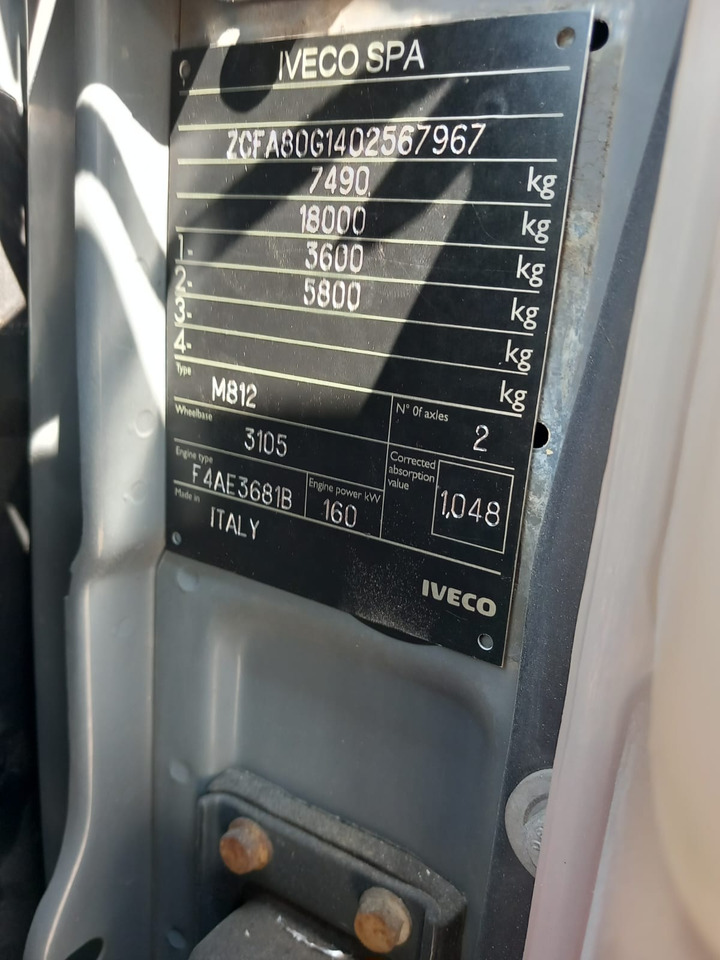 IVECO SPA
ZCFA80G1402567967
7490 kg
18000 kg
1- 3600 kg
2- 5800 kg
3- kg
4- kg
Type M812
N° 0f axles 2
Wheelbase 3105
Engine type F4AE3681B
Engine power kW 160
Corrected absorption value 1,048
Made in ITALY
IVECO